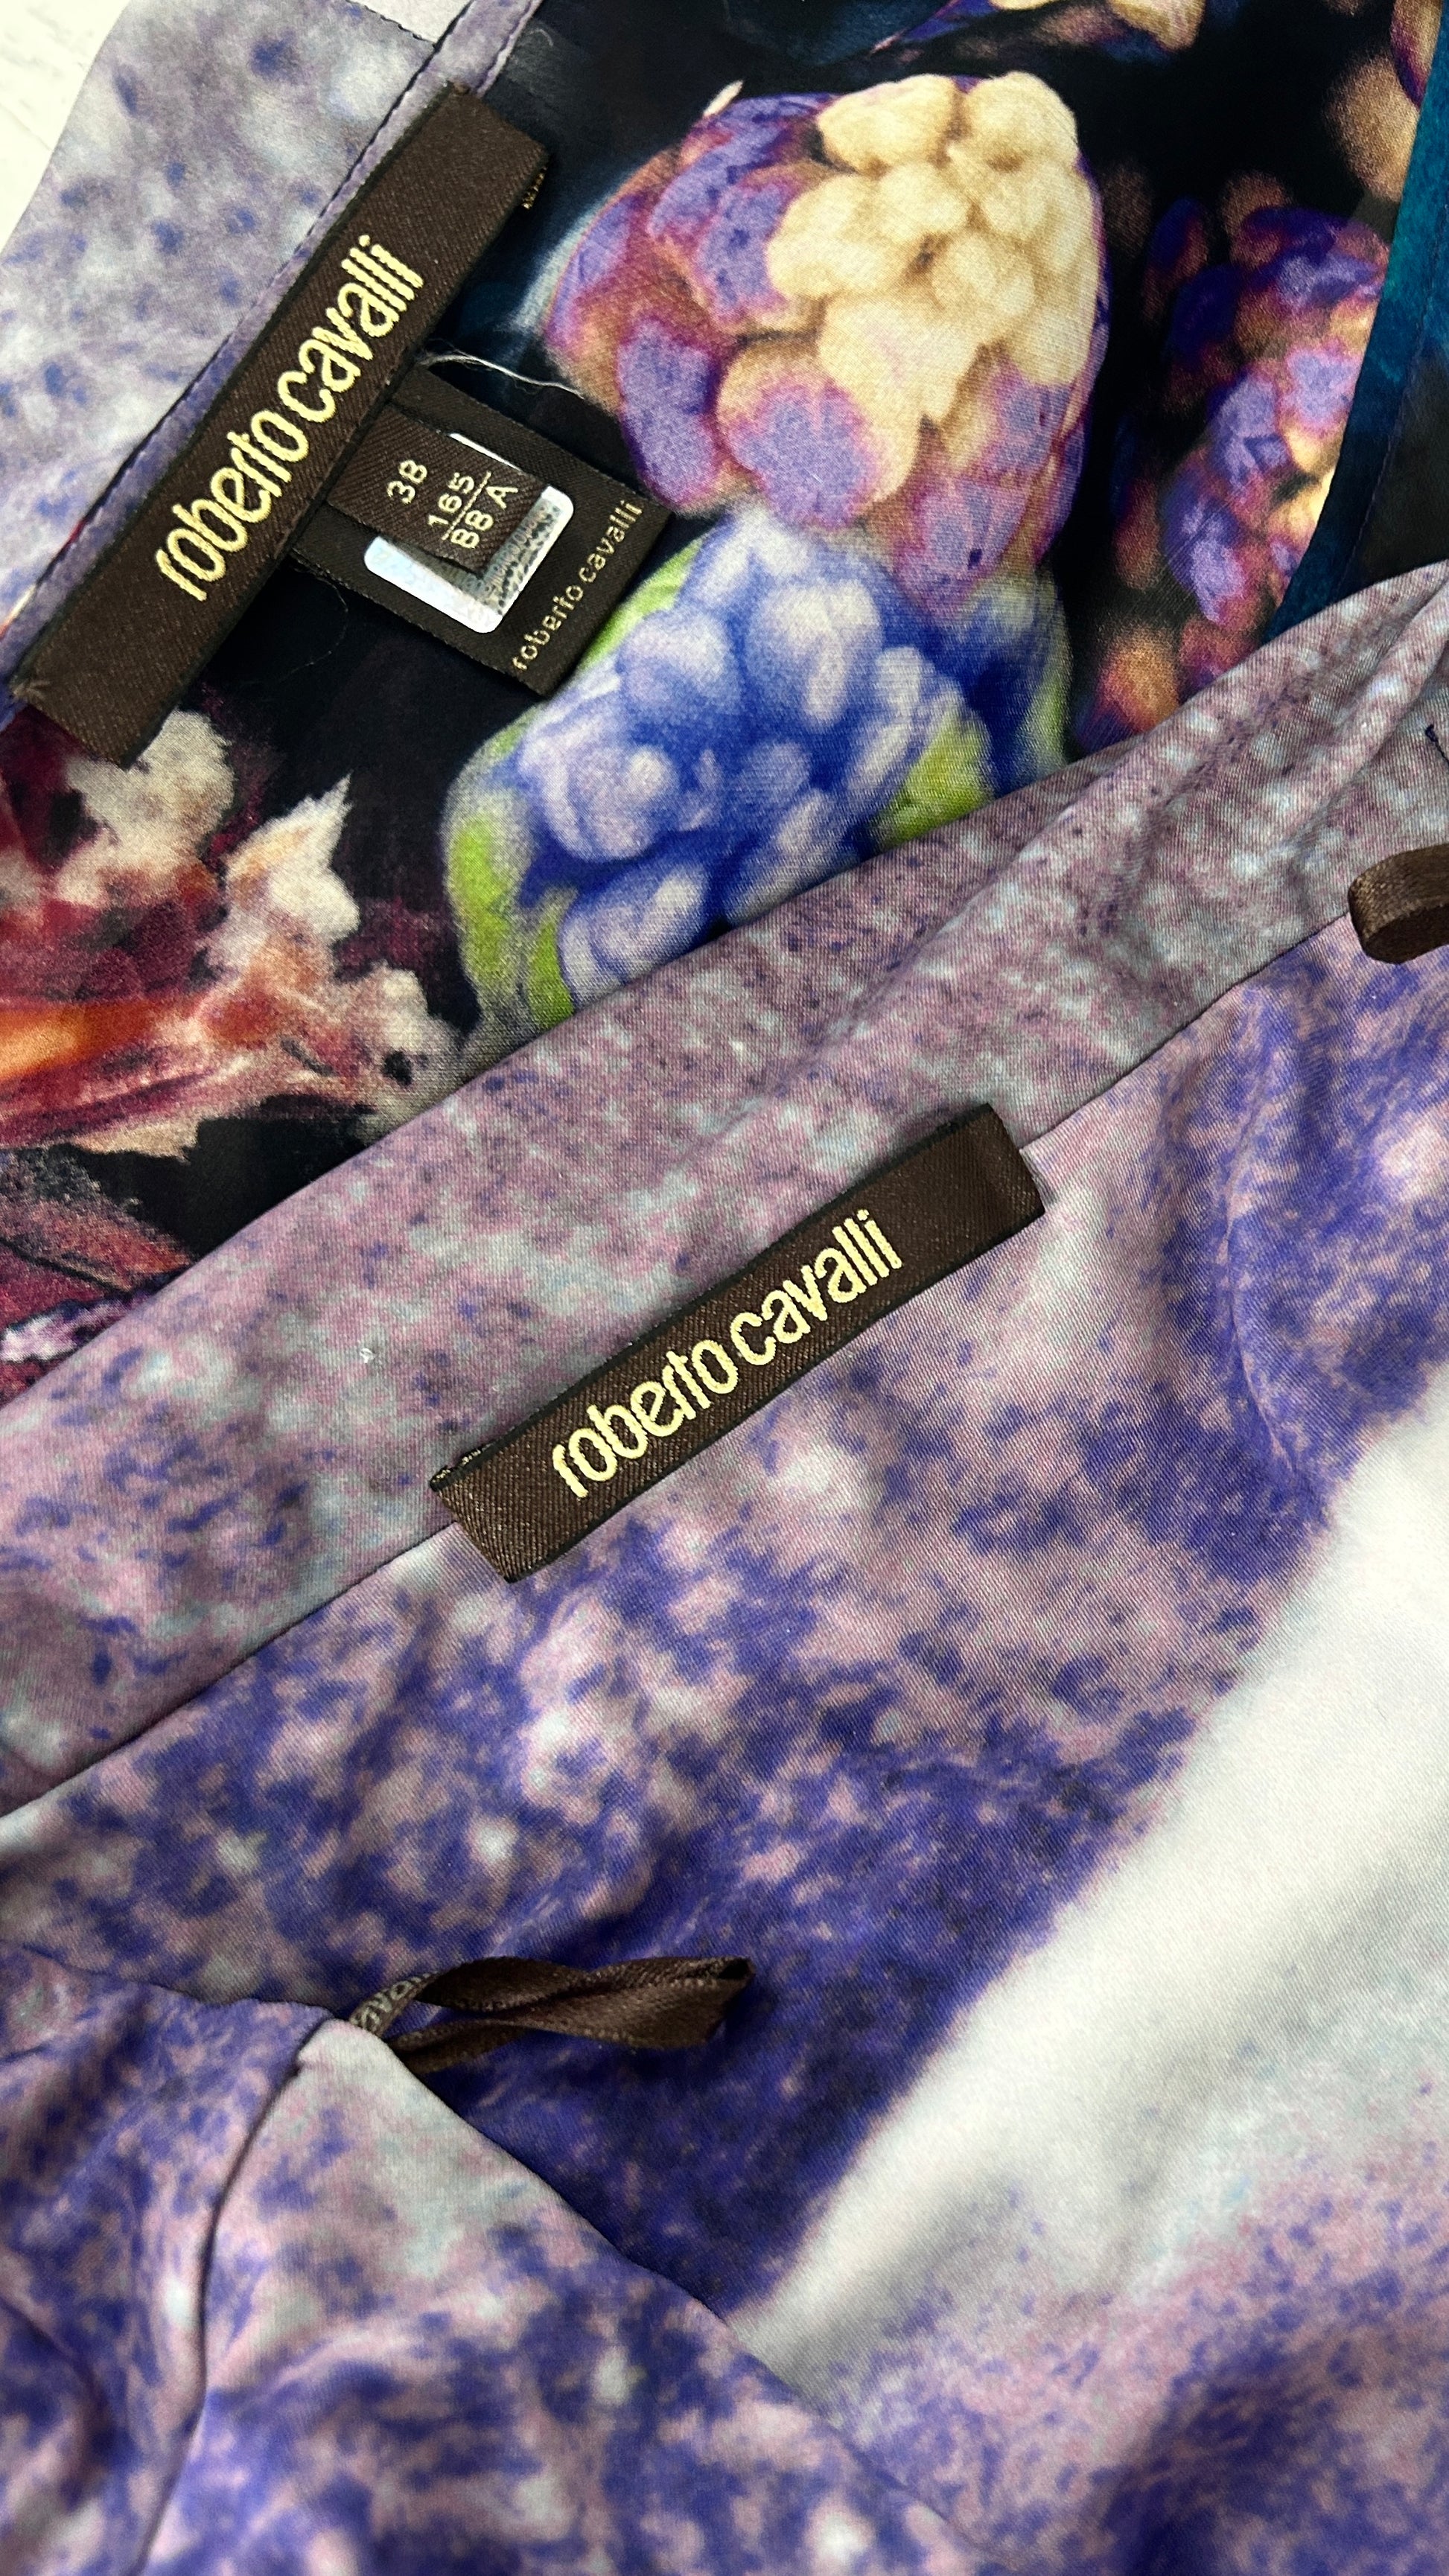 roberto cavalli
38
165
88 A
roberto cavalli
roberto cavalli